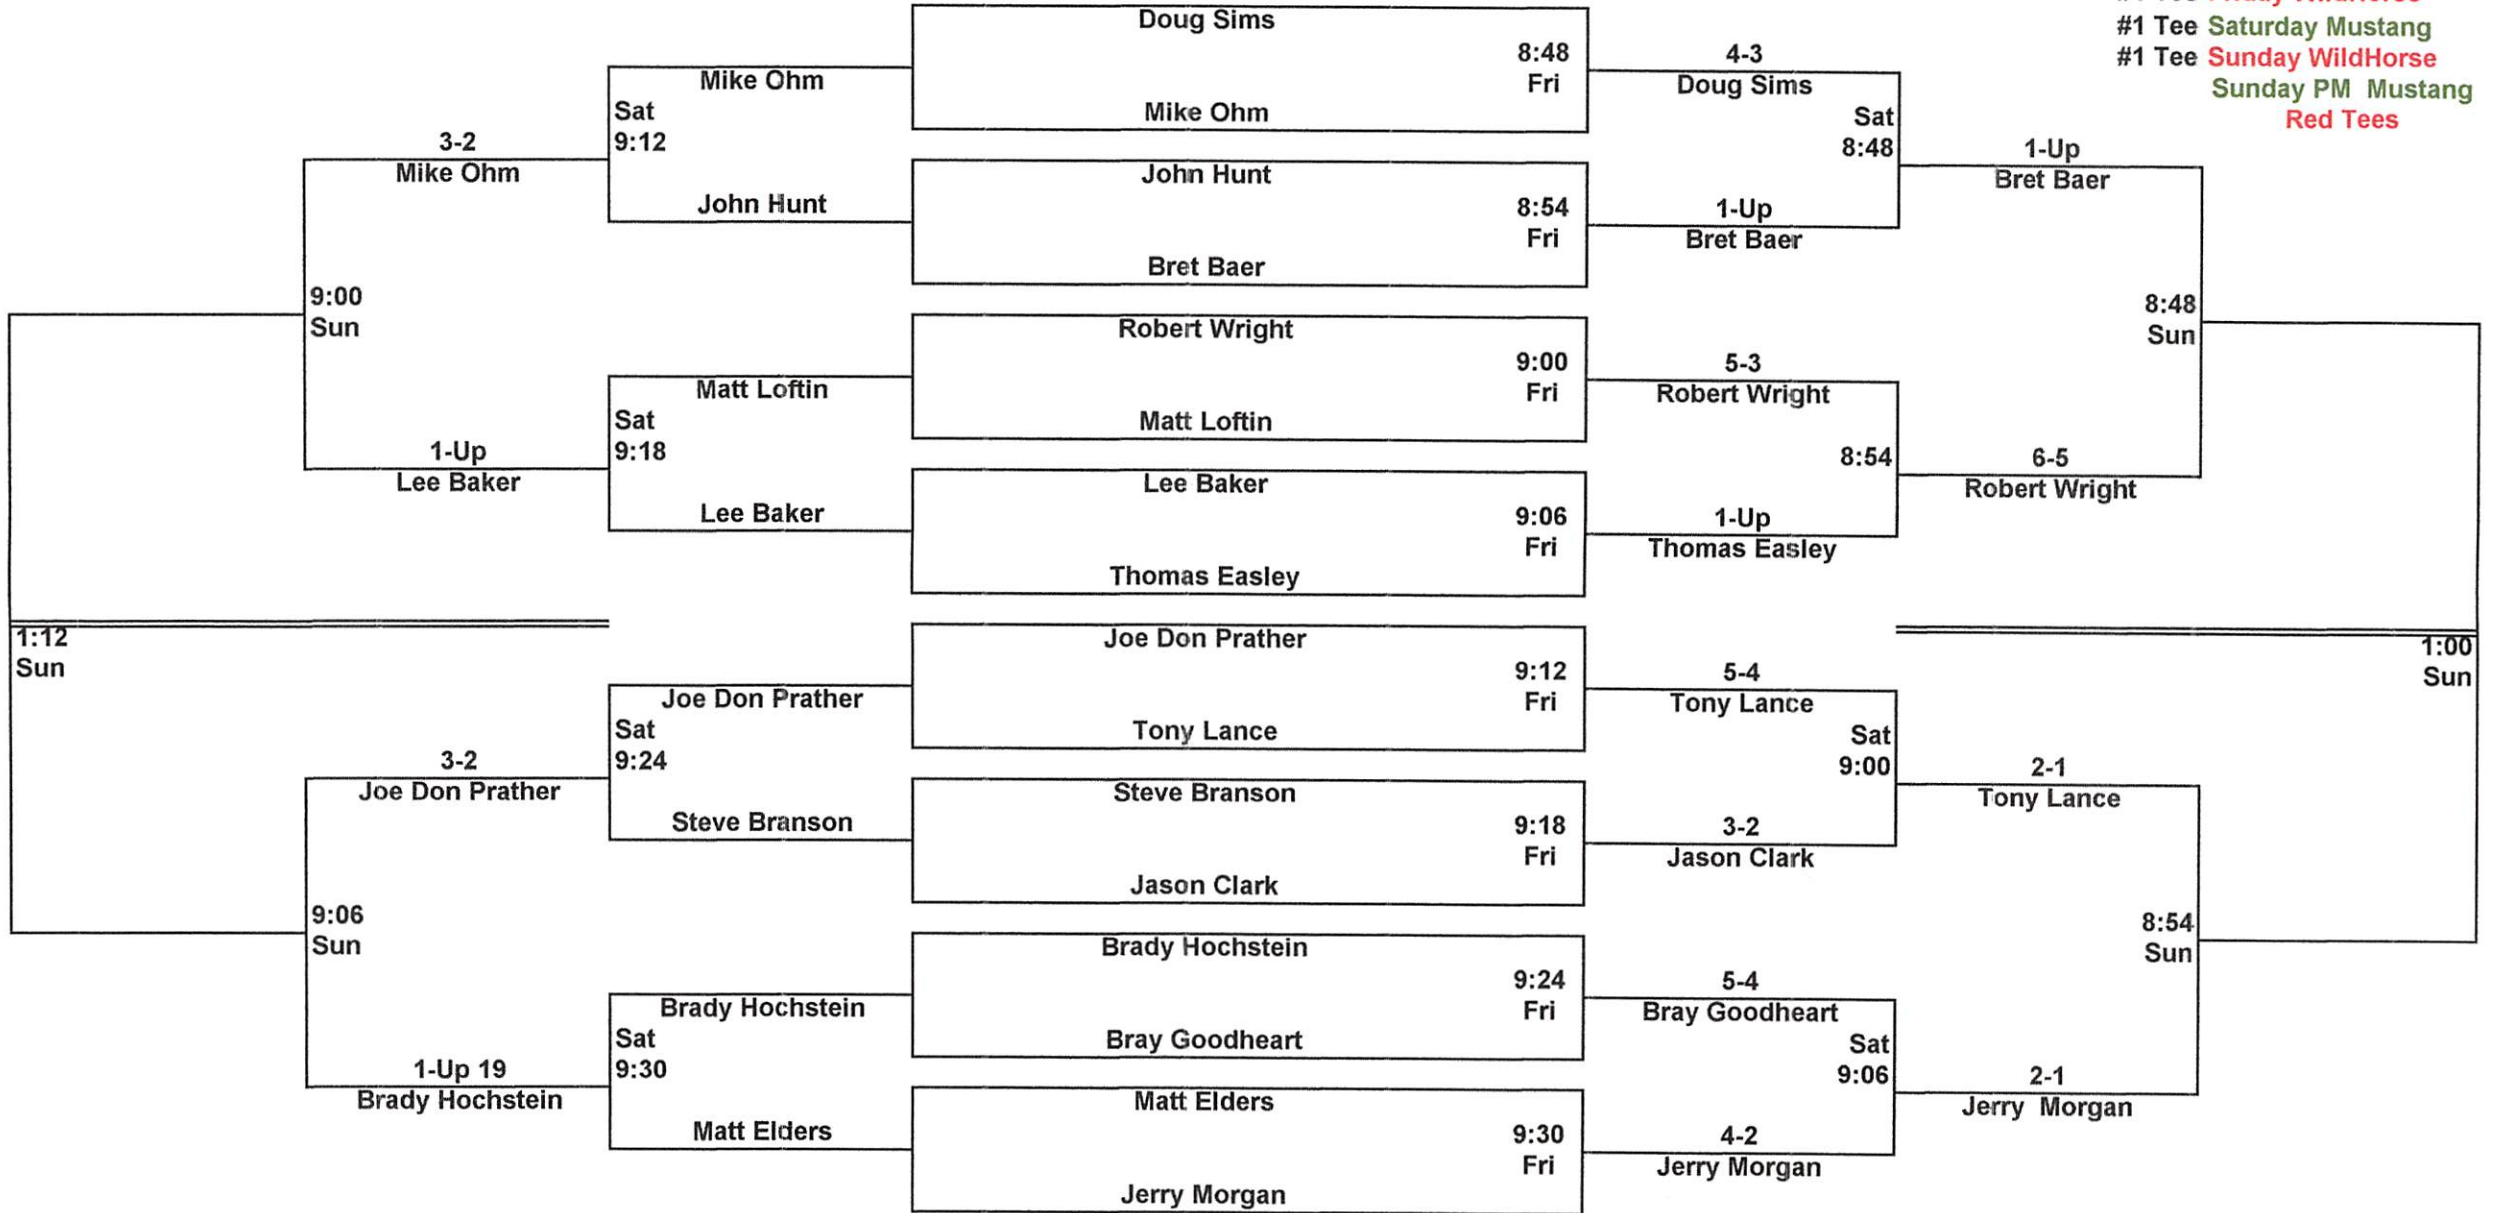 #1 Tee Friday WildHorse
#1 Tee Saturday Mustang
#1 Tee Sunday WildHorse
Sunday PM Mustang
Red Tees
Doug Sims
8:48
Fri
Mike Ohm
John Hunt
8:54
Fri
Bret Baer
Robert Wright
9:00
Fri
Matt Loftin
Lee Baker
9:06
Fri
Thomas Easley
Joe Don Prather
9:12
Fri
Tony Lance
Steve Branson
9:18
Fri
Jason Clark
Brady Hochstein
9:24
Fri
Bray Goodheart
Matt Elders
9:30
Fri
Jerry Morgan
Mike Ohm
Sat
9:12
John Hunt
Matt Loftin
Sat
9:18
Lee Baker
Joe Don Prather
Sat
9:24
Steve Branson
Brady Hochstein
Sat
9:30
Matt Elders
3-2
Mike Ohm
9:00
Sun
1-Up
Lee Baker
3-2
Joe Don Prather
9:06
Sun
1-Up 19
Brady Hochstein
1:12
Sun
4-3
Doug Sims
Sat
8:48
1-Up
Bret Baer
5-3
Robert Wright
8:54
1-Up
Thomas Easley
5-4
Tony Lance
Sat
9:00
3-2
Jason Clark
5-4
Bray Goodheart
Sat
9:06
4-2
Jerry Morgan
1-Up
Bret Baer
8:48
Sun
6-5
Robert Wright
2-1
Tony Lance
8:54
Sun
2-1
Jerry Morgan
1:00
Sun